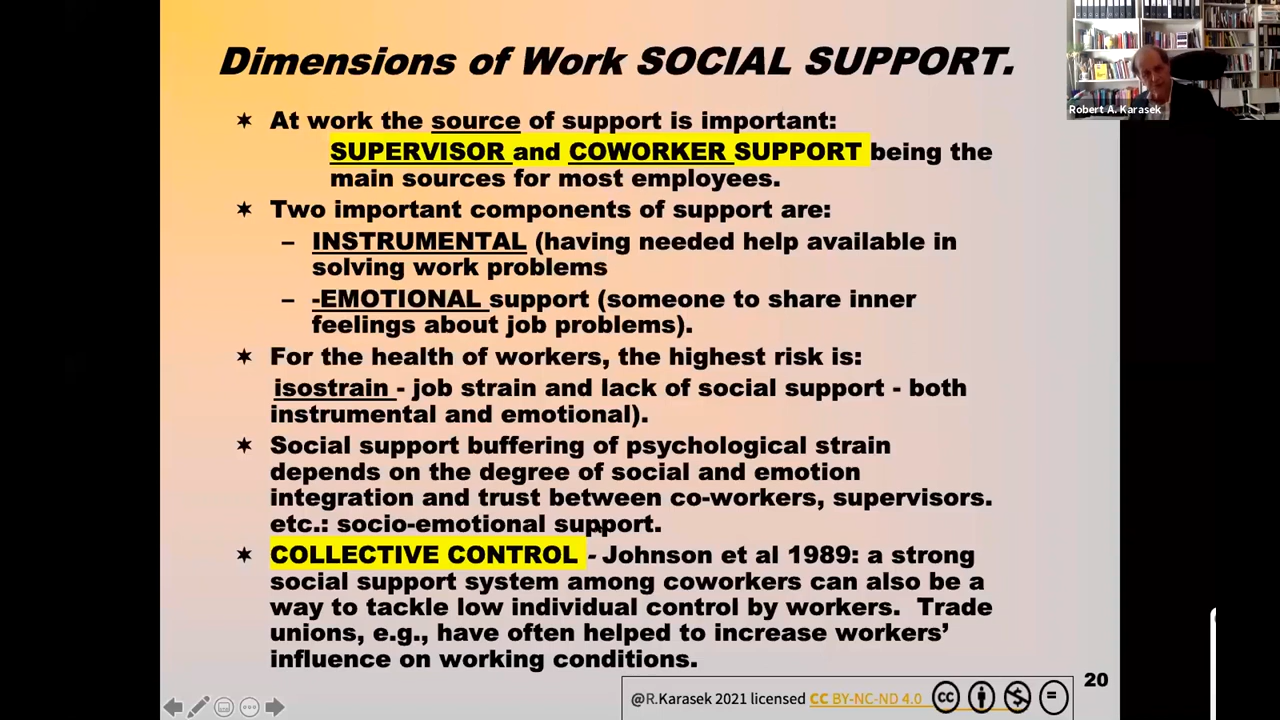 Dimensions of Work SOCIAL SUPPORT.
Robert A. Karasek
✶ At work the source of support is important:
SUPERVISOR and COWORKER SUPPORT being the
main sources for most employees.
✶ Two important components of support are:
– INSTRUMENTAL (having needed help available in
solving work problems
– -EMOTIONAL support (someone to share inner
feelings about job problems).
✶ For the health of workers, the highest risk is:
isostrain - job strain and lack of social support - both
instrumental and emotional).
✶ Social support buffering of psychological strain
depends on the degree of social and emotion
integration and trust between co-workers, supervisors.
etc.: socio-emotional support.
✶ COLLECTIVE CONTROL - Johnson et al 1989: a strong
social support system among coworkers can also be a
way to tackle low individual control by workers. Trade
unions, e.g., have often helped to increase workers’
influence on working conditions.
20
@R.Karasek 2021 licensed CC BY-NC-ND 4.0